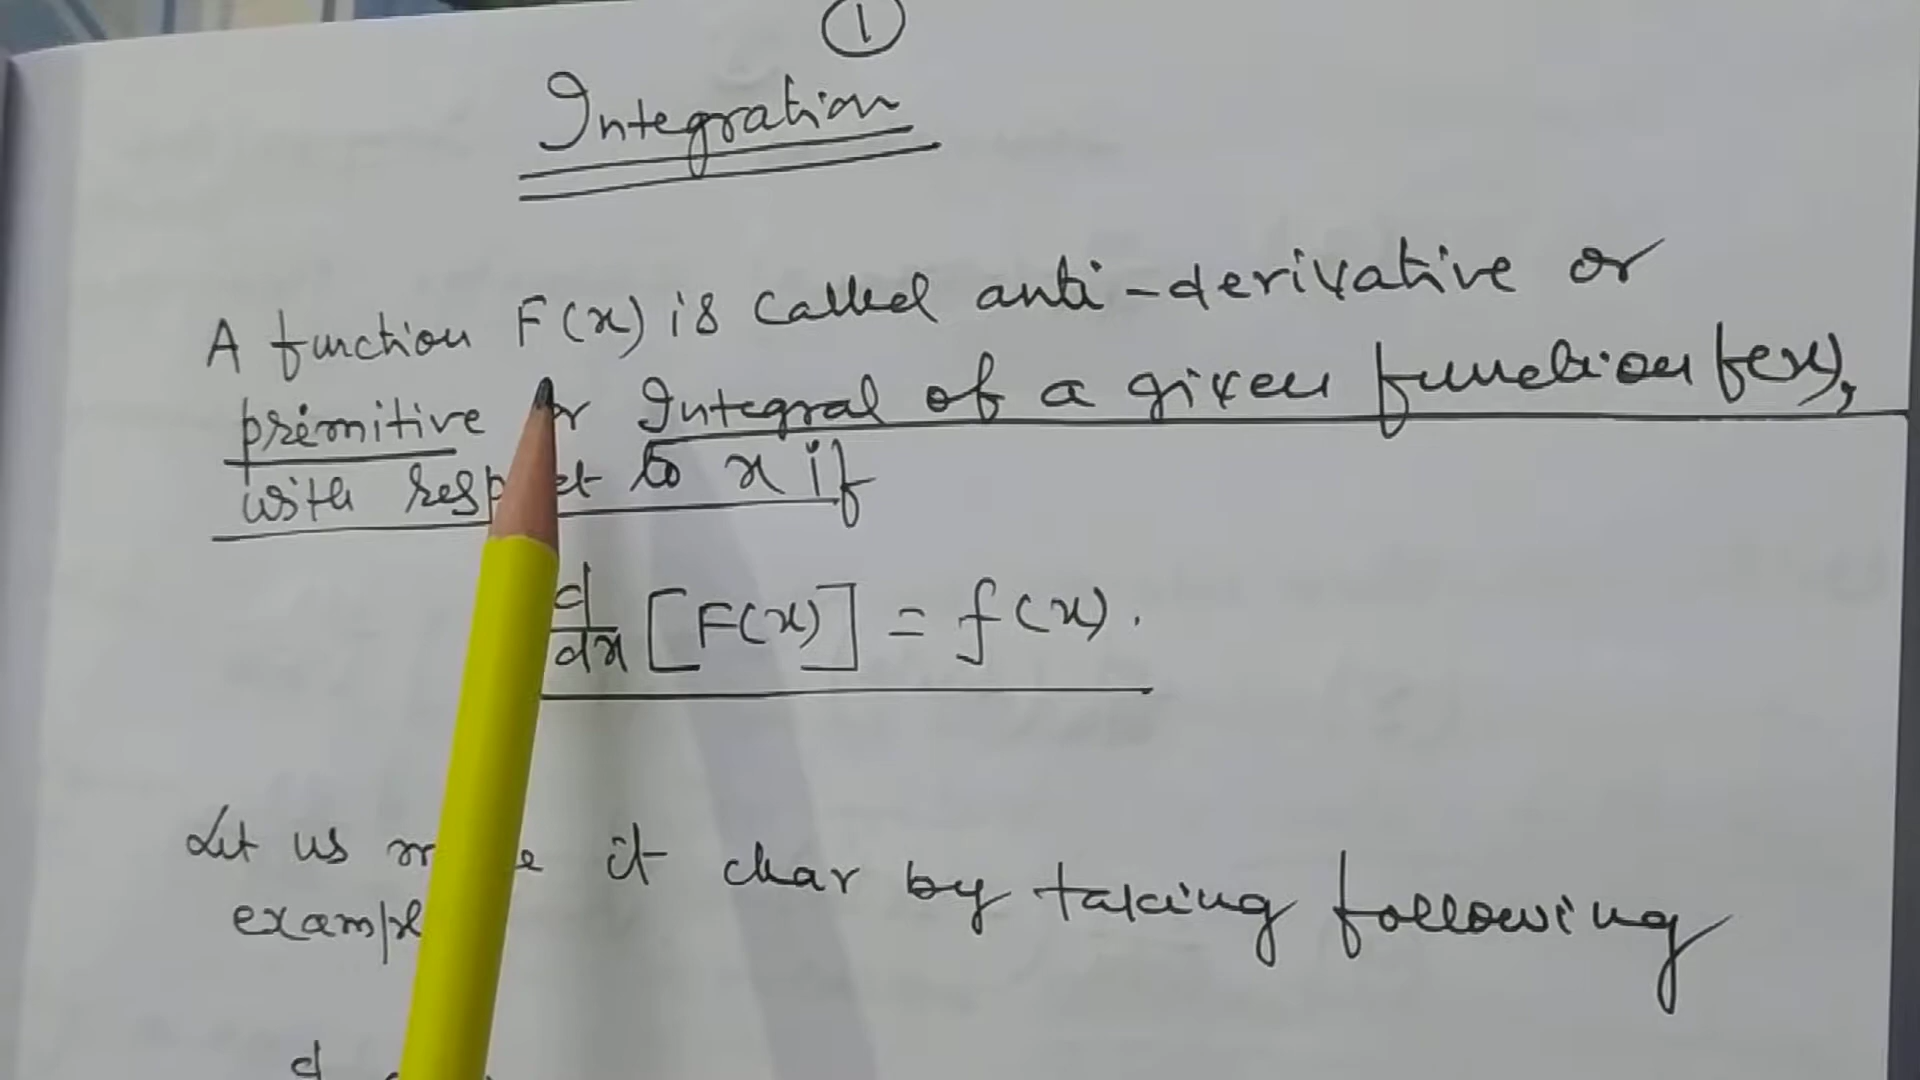 1
Integration
A function F(x) is called anti-derivative or
primitive or Integral of a given function f(x),
with respect to x if
d/dx [F(x)] = f(x).
Let us it clear by taking following
d